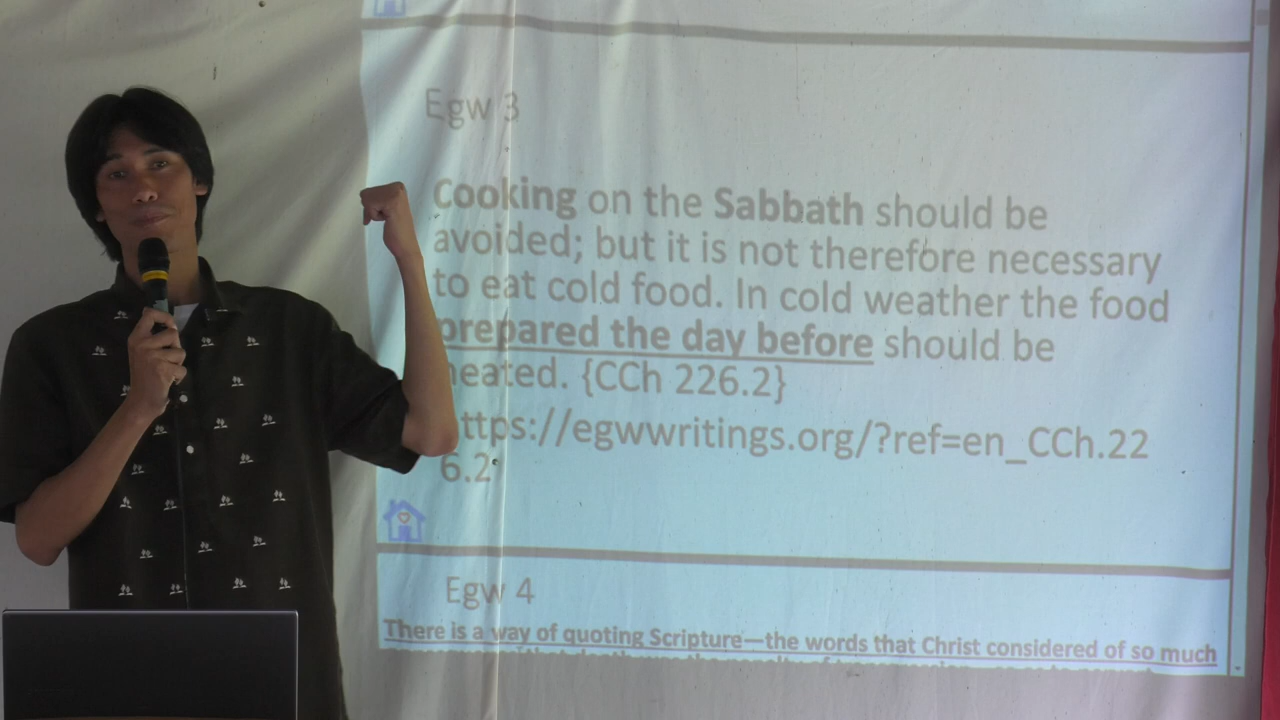 Egw 3
Cooking on the Sabbath should be
avoided; but it is not therefore necessary
to eat cold food. In cold weather the food
prepared the day before should be
heated. {CCh 226.2}
https://egwwritings.org/?ref=en_CCh.22
6.2
Egw 4
There is a way of quoting Scripture—the words that Christ considered of so much